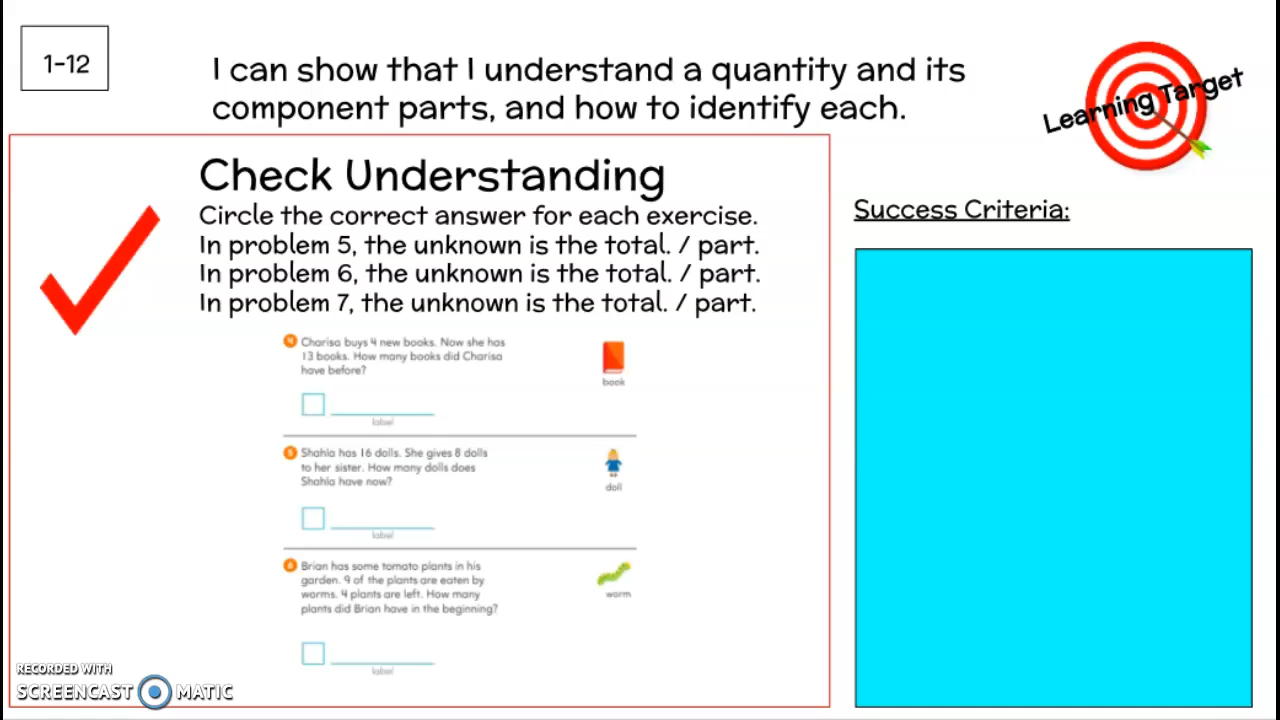 1-12
I can show that I understand a quantity and its
component parts, and how to identify each.
Learning Target
Check Understanding
Circle the correct answer for each exercise.
In problem 5, the unknown is the total. / part.
In problem 6, the unknown is the total. / part.
In problem 7, the unknown is the total. / part.
Success Criteria:
4 Charisa buys 4 new books. Now she has
13 books. How many books did Charisa
have before?
book
label
5 Shahla has 16 dolls. She gives 8 dolls
to her sister. How many dolls does
Shahla have now?
doll
label
6 Brian has some tomato plants in his
garden. 9 of the plants are eaten by
worms. 4 plants are left. How many
plants did Brian have in the beginning?
worm
label
RECORDED WITH
SCREENCAST MATIC